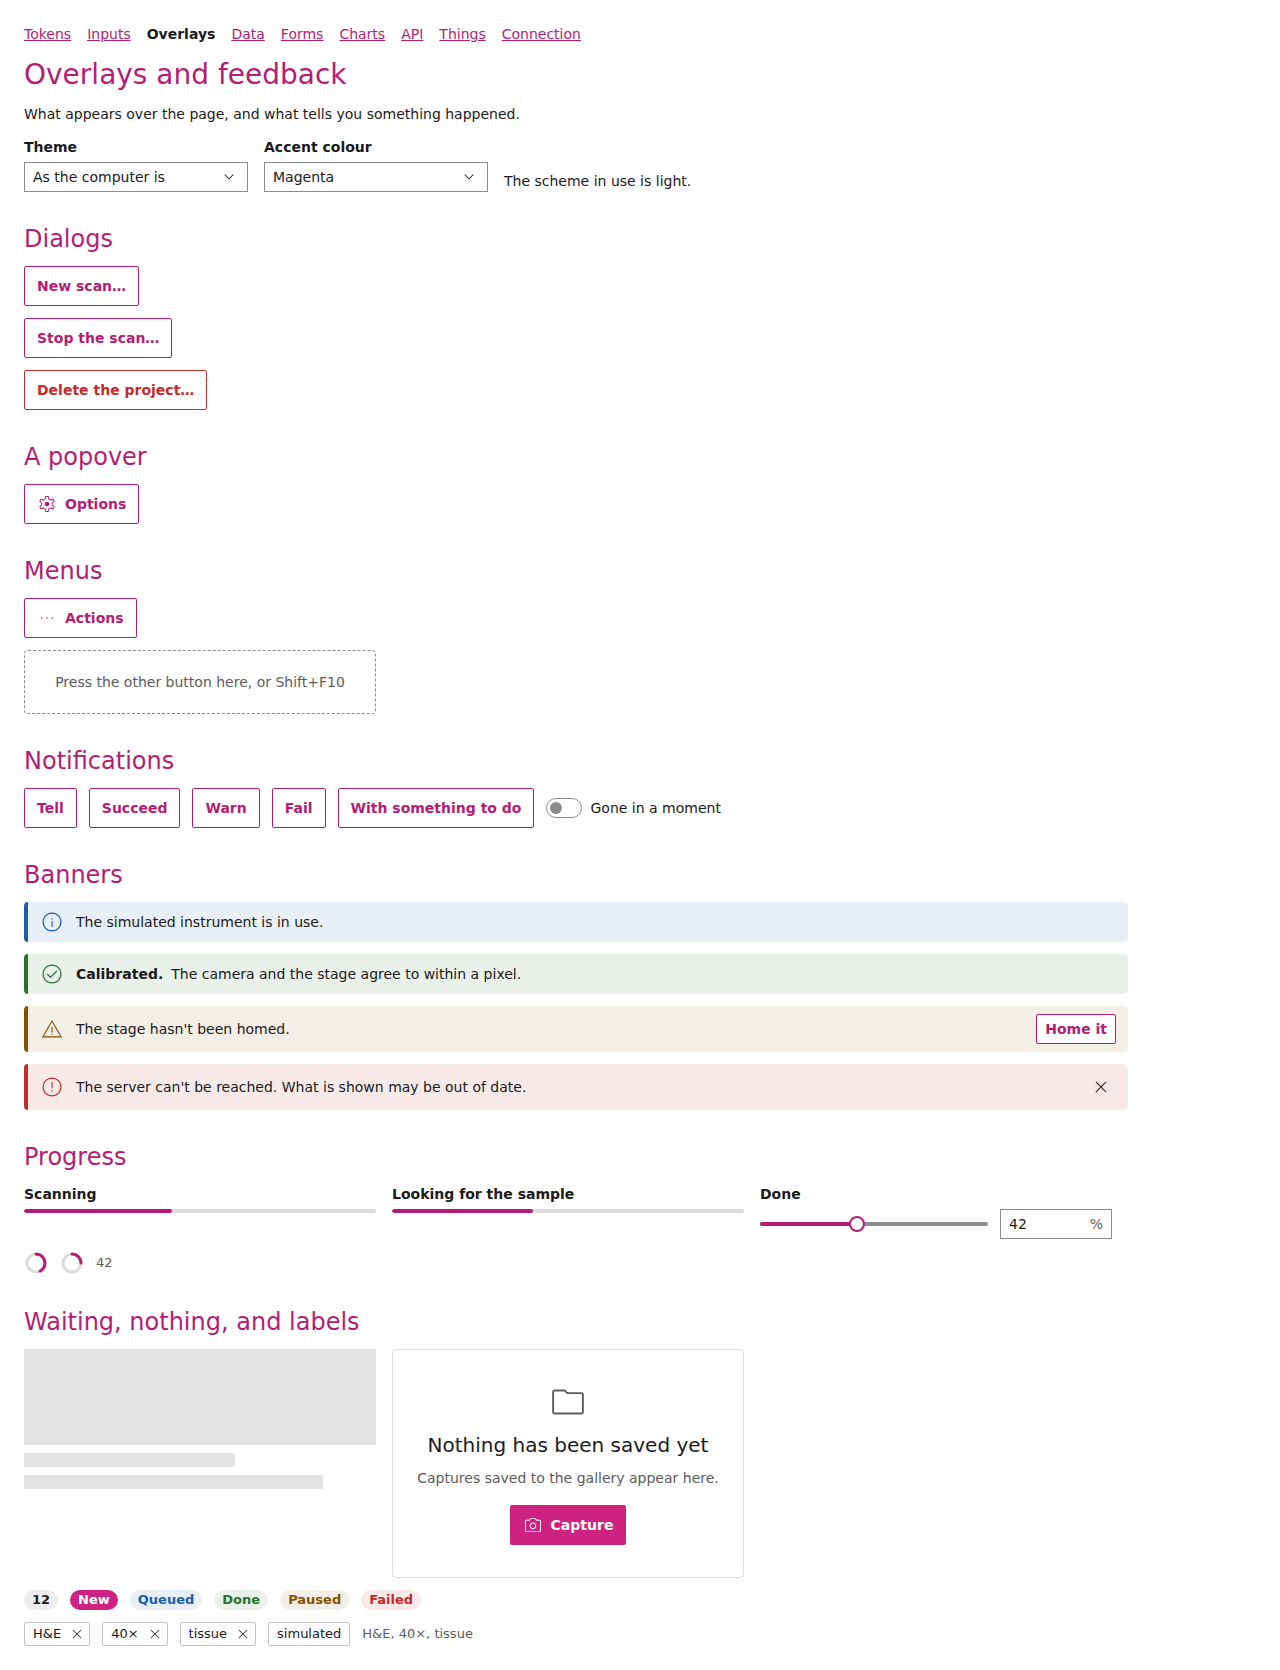 Tokens Inputs Overlays Data Forms Charts API Things Connection
Overlays and feedback
What appears over the page, and what tells you something happened.
Theme Accent colour
As the computer is Magenta The scheme in use is light.
Dialogs
New scan…
Stop the scan…
Delete the project…
A popover
Options
Menus
Actions
Press the other button here, or Shift+F10
Notifications
Tell Succeed Warn Fail With something to do Gone in a moment
Banners
The simulated instrument is in use.
Calibrated. The camera and the stage agree to within a pixel.
The stage hasn't been homed. Home it
The server can't be reached. What is shown may be out of date.
Progress
Scanning Looking for the sample Done
42 %
42
Waiting, nothing, and labels
Nothing has been saved yet
Captures saved to the gallery appear here.
Capture
12 New Queued Done Paused Failed
H&E 40× tissue simulated H&E, 40×, tissue